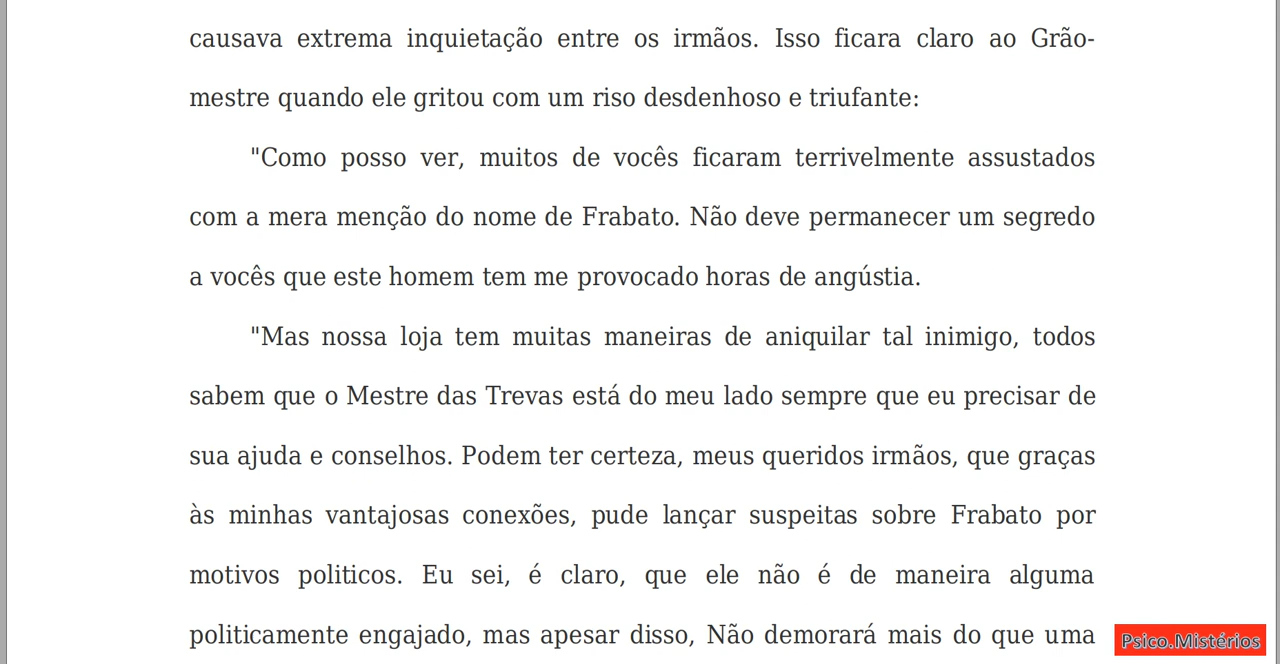 causava extrema inquietação entre os irmãos. Isso ficara claro ao Grão-
mestre quando ele gritou com um riso desdenhoso e triufante:
"Como posso ver, muitos de vocês ficaram terrivelmente assustados
com a mera menção do nome de Frabato. Não deve permanecer um segredo
a vocês que este homem tem me provocado horas de angústia.
"Mas nossa loja tem muitas maneiras de aniquilar tal inimigo, todos
sabem que o Mestre das Trevas está do meu lado sempre que eu precisar de
sua ajuda e conselhos. Podem ter certeza, meus queridos irmãos, que graças
às minhas vantajosas conexões, pude lançar suspeitas sobre Frabato por
motivos politicos. Eu sei, é claro, que ele não é de maneira alguma
politicamente engajado, mas apesar disso, Não demorará mais do que uma
Psico.Mistérios